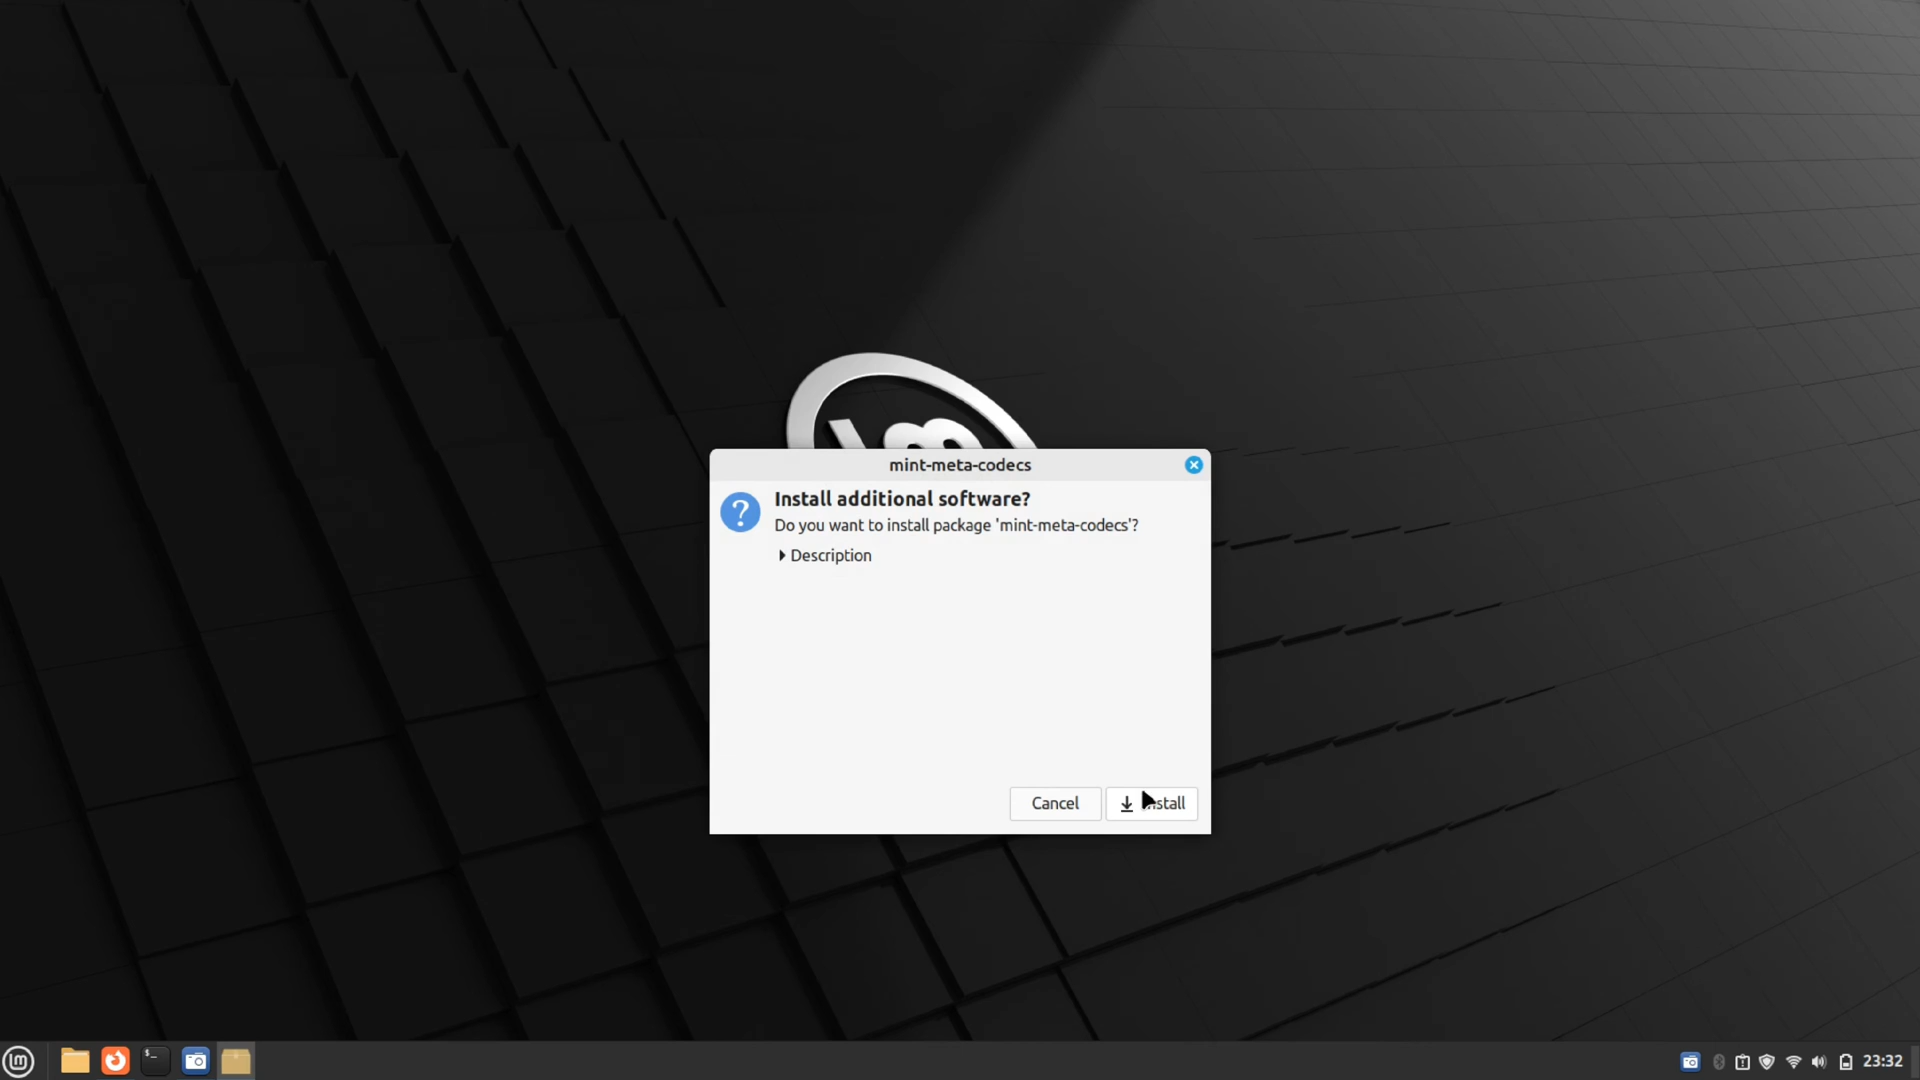 mint-meta-codecs
Install additional software?
Do you want to install package 'mint-meta-codecs'?
Description
Cancel
23:32